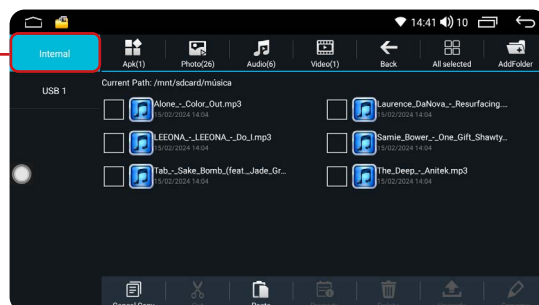 14:41 10
Internal
Apk(1) Photo(26) Audio(6) Video(1) Back All selected AddFolder
USB 1
Current Path: /mnt/sdcard/música
Alone_-_Color_Out.mp3
15/02/2024 14:04
Laurence_DaNova_-_Resurfacing....
15/02/2024 14:04
LEEONA_-_LEEONA_-_Do_I.mp3
15/02/2024 14:04
Samie_Bower_-_One_Gift_Shawty...
15/02/2024 14:04
Tab_-_Sake_Bomb_(feat._Jade_Gr...
15/02/2024 14:04
The_Deep_-_Anitek.mp3
15/02/2024 14:04
Cancel Copy Cut Paste